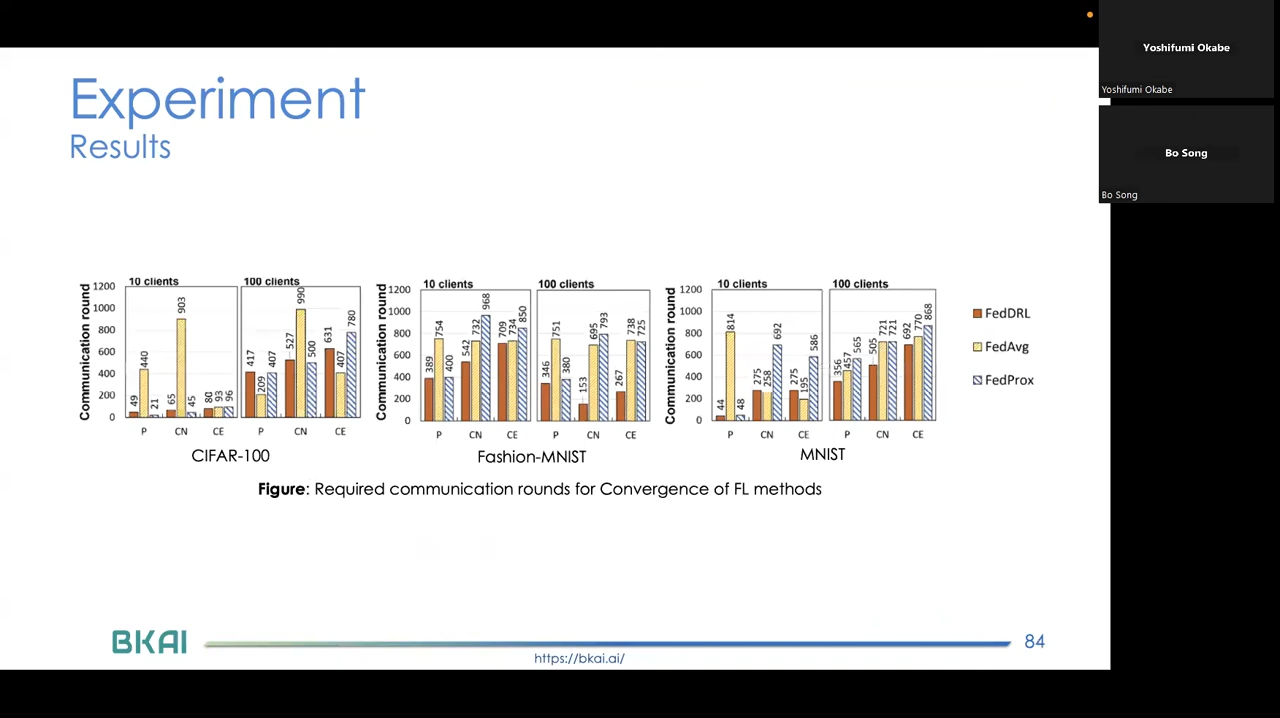 Yoshifumi Okabe
Yoshifumi Okabe
Bo Song
Bo Song
Experiment
Results
Communication round
1200
1000
800
600
400
200
0
10 clients
49
440
21
65
903
45
80
93
96
P CN CE
100 clients
417
209
407
527
990
500
631
407
780
P CN CE
CIFAR-100
Communication round
1200
1000
800
600
400
200
0
10 clients
389
754
400
542
732
968
709
734
850
P CN CE
100 clients
346
751
380
153
695
793
267
738
725
P CN CE
Fashion-MNIST
Communication round
1200
1000
800
600
400
200
0
10 clients
44
814
48
275
258
692
275
195
586
P CN CE
100 clients
356
457
565
505
721
721
692
770
868
P CN CE
MNIST
FedDRL
FedAvg
FedProx
Figure: Required communication rounds for Convergence of FL methods
BKAI
https://bkai.ai/
84